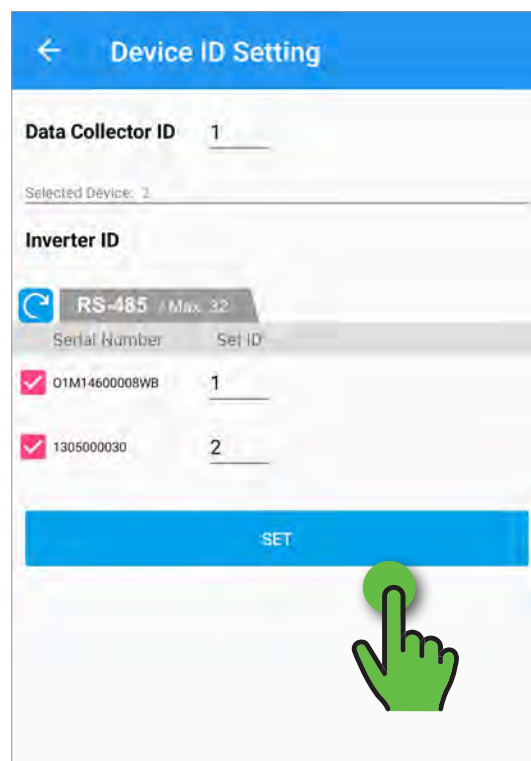 Device ID Setting
Data Collector ID 1
Selected Device: 2
Inverter ID
RS-485 / Max. 32
Serial Number Set ID
01M14600008WB 1
1305000030 2
SET